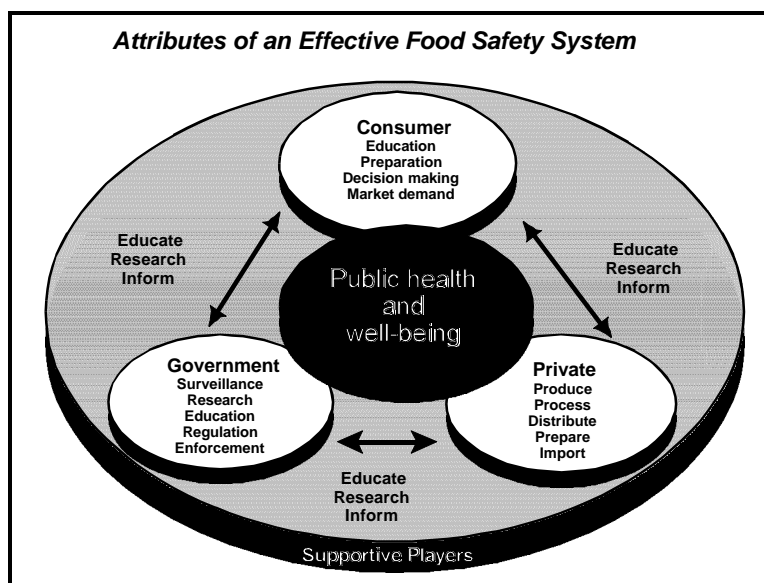 Attributes of an Effective Food Safety System
Consumer
Education
Preparation
Decision making
Market demand
Educate
Research
Inform
Educate
Research
Inform
Public health
and
well-being
Government
Surveillance
Research
Education
Regulation
Enforcement
Private
Produce
Process
Distribute
Prepare
Import
Educate
Research
Inform
Supportive Players